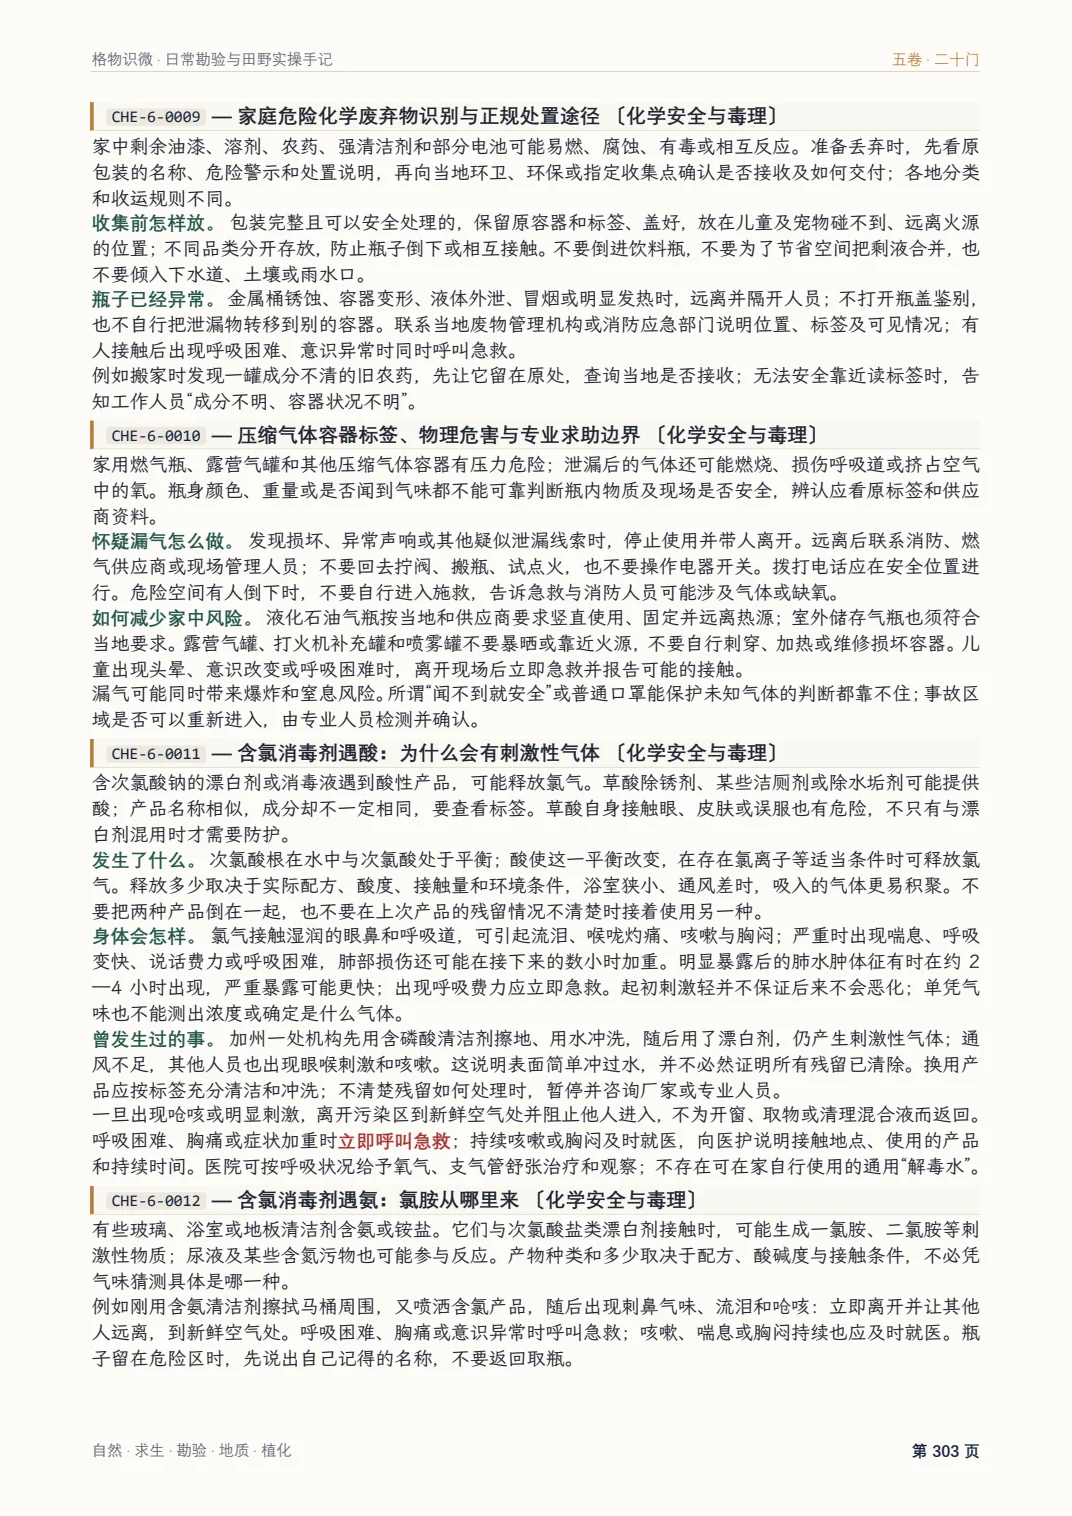 格物识微 · 日常勘验与田野实操手记
五卷 · 二十门
CHE-6-0009 — 家庭危险化学废弃物识别与正规处置途径 〔化学安全与毒理〕
家中剩余油漆、溶剂、农药、强清洁剂和部分电池可能易燃、腐蚀、有毒或相互反应。准备丢弃时，先看原
包装的名称、危险警示和处置说明，再向当地环卫、环保或指定收集点确认是否接收及如何交付；各地分类
和收运规则不同。
收集前怎样放。 包装完整且可以安全处理的，保留原容器和标签、盖好，放在儿童及宠物碰不到、远离火源
的位置；不同品类分开存放，防止瓶子倒下或相互接触。不要倒进饮料瓶，不要为了节省空间把剩液合并，也
不要倾入下水道、土壤或雨水口。
瓶子已经异常。 金属桶锈蚀、容器变形、液体外泄、冒烟或明显发热时，远离并隔开人员；不打开瓶盖鉴别，
也不自行把泄漏物转移到别的容器。联系当地废物管理机构或消防应急部门说明位置、标签及可见情况；有
人接触后出现呼吸困难、意识异常时同时呼叫急救。
例如搬家时发现一罐成分不清的旧农药，先让它留在原处，查询当地是否接收；无法安全靠近读标签时，告
知工作人员“成分不明、容器状况不明”。
CHE-6-0010 — 压缩气体容器标签、物理危害与专业求助边界 〔化学安全与毒理〕
家用燃气瓶、露营气罐和其他压缩气体容器有压力危险；泄漏后的气体还可能燃烧、损伤呼吸道或挤占空气
中的氧。瓶身颜色、重量或是否闻到气味都不能可靠判断瓶内物质及现场是否安全，辨认应看原标签和供应
商资料。
怀疑漏气怎么做。 发现损坏、异常声响或其他疑似泄漏线索时，停止使用并带人离开。远离后联系消防、燃
气供应商或现场管理人员；不要回去拧阀、搬瓶、试点火，也不要操作电器开关。拨打电话应在安全位置进
行。危险空间有人倒下时，不要自行进入施救，告诉急救与消防人员可能涉及气体或缺氧。
如何减少家中风险。 液化石油气瓶按当地和供应商要求竖直使用、固定并远离热源；室外储存气瓶也须符合
当地要求。露营气罐、打火机补充罐和喷雾罐不要暴晒或靠近火源，不要自行刺穿、加热或维修损坏容器。儿
童出现头晕、意识改变或呼吸困难时，离开现场后立即急救并报告可能的接触。
漏气可能同时带来爆炸和窒息风险。所谓“闻不到就安全”或普通口罩能保护未知气体的判断都靠不住；事故区
域是否可以重新进入，由专业人员检测并确认。
CHE-6-0011 — 含氯消毒剂遇酸：为什么会有刺激性气体 〔化学安全与毒理〕
含次氯酸钠的漂白剂或消毒液遇到酸性产品，可能释放氯气。草酸除锈剂、某些洁厕剂或除水垢剂可能提供
酸；产品名称相似，成分却不一定相同，要查看标签。草酸自身接触眼、皮肤或误服也有危险，不只有与漂
白剂混用时才需要防护。
发生了什么。 次氯酸根在水中与次氯酸处于平衡；酸使这一平衡改变，在存在氯离子等适当条件时可释放氯
气。释放多少取决于实际配方、酸度、接触量和环境条件，浴室狭小、通风差时，吸入的气体更易积聚。不
要把两种产品倒在一起，也不要在上次产品的残留情况不清楚时接着使用另一种。
身体会怎样。 氯气接触湿润的眼鼻和呼吸道，可引起流泪、喉咙灼痛、咳嗽与胸闷；严重时出现喘息、呼吸
变快、说话费力或呼吸困难，肺部损伤还可能在接下来的数小时加重。明显暴露后的肺水肿体征有时在约 2
—4 小时出现，严重暴露可能更快；出现呼吸费力应立即急救。起初刺激轻并不保证后来不会恶化；单凭气
味也不能测出浓度或确定是什么气体。
曾发生过的事。 加州一处机构先用含磷酸清洁剂擦地、用水冲洗，随后用了漂白剂，仍产生刺激性气体；通
风不足，其他人员也出现眼喉刺激和咳嗽。这说明表面简单冲过水，并不必然证明所有残留已清除。换用产
品应按标签充分清洁和冲洗；不清楚残留如何处理时，暂停并咨询厂家或专业人员。
一旦出现呛咳或明显刺激，离开污染区到新鲜空气处并阻止他人进入，不为开窗、取物或清理混合液而返回。
呼吸困难、胸痛或症状加重时立即呼叫急救；持续咳嗽或胸闷及时就医，向医护说明接触地点、使用的产品
和持续时间。医院可按呼吸状况给予氧气、支气管舒张治疗和观察；不存在可在家自行使用的通用“解毒水”。
CHE-6-0012 — 含氯消毒剂遇氨：氯胺从哪里来 〔化学安全与毒理〕
有些玻璃、浴室或地板清洁剂含氨或铵盐。它们与次氯酸盐类漂白剂接触时，可能生成一氯胺、二氯胺等刺
激性物质；尿液及某些含氮污物也可能参与反应。产物种类和多少取决于配方、酸碱度与接触条件，不必凭
气味猜测具体是哪一种。
例如刚用含氨清洁剂擦拭马桶周围，又喷洒含氯产品，随后出现刺鼻气味、流泪和呛咳：立即离开并让其他
人远离，到新鲜空气处。呼吸困难、胸痛或意识异常时呼叫急救；咳嗽、喘息或胸闷持续也应及时就医。瓶
子留在危险区时，先说出自己记得的名称，不要返回取瓶。
自然 · 求生 · 勘验 · 地质 · 植化
第 303 页